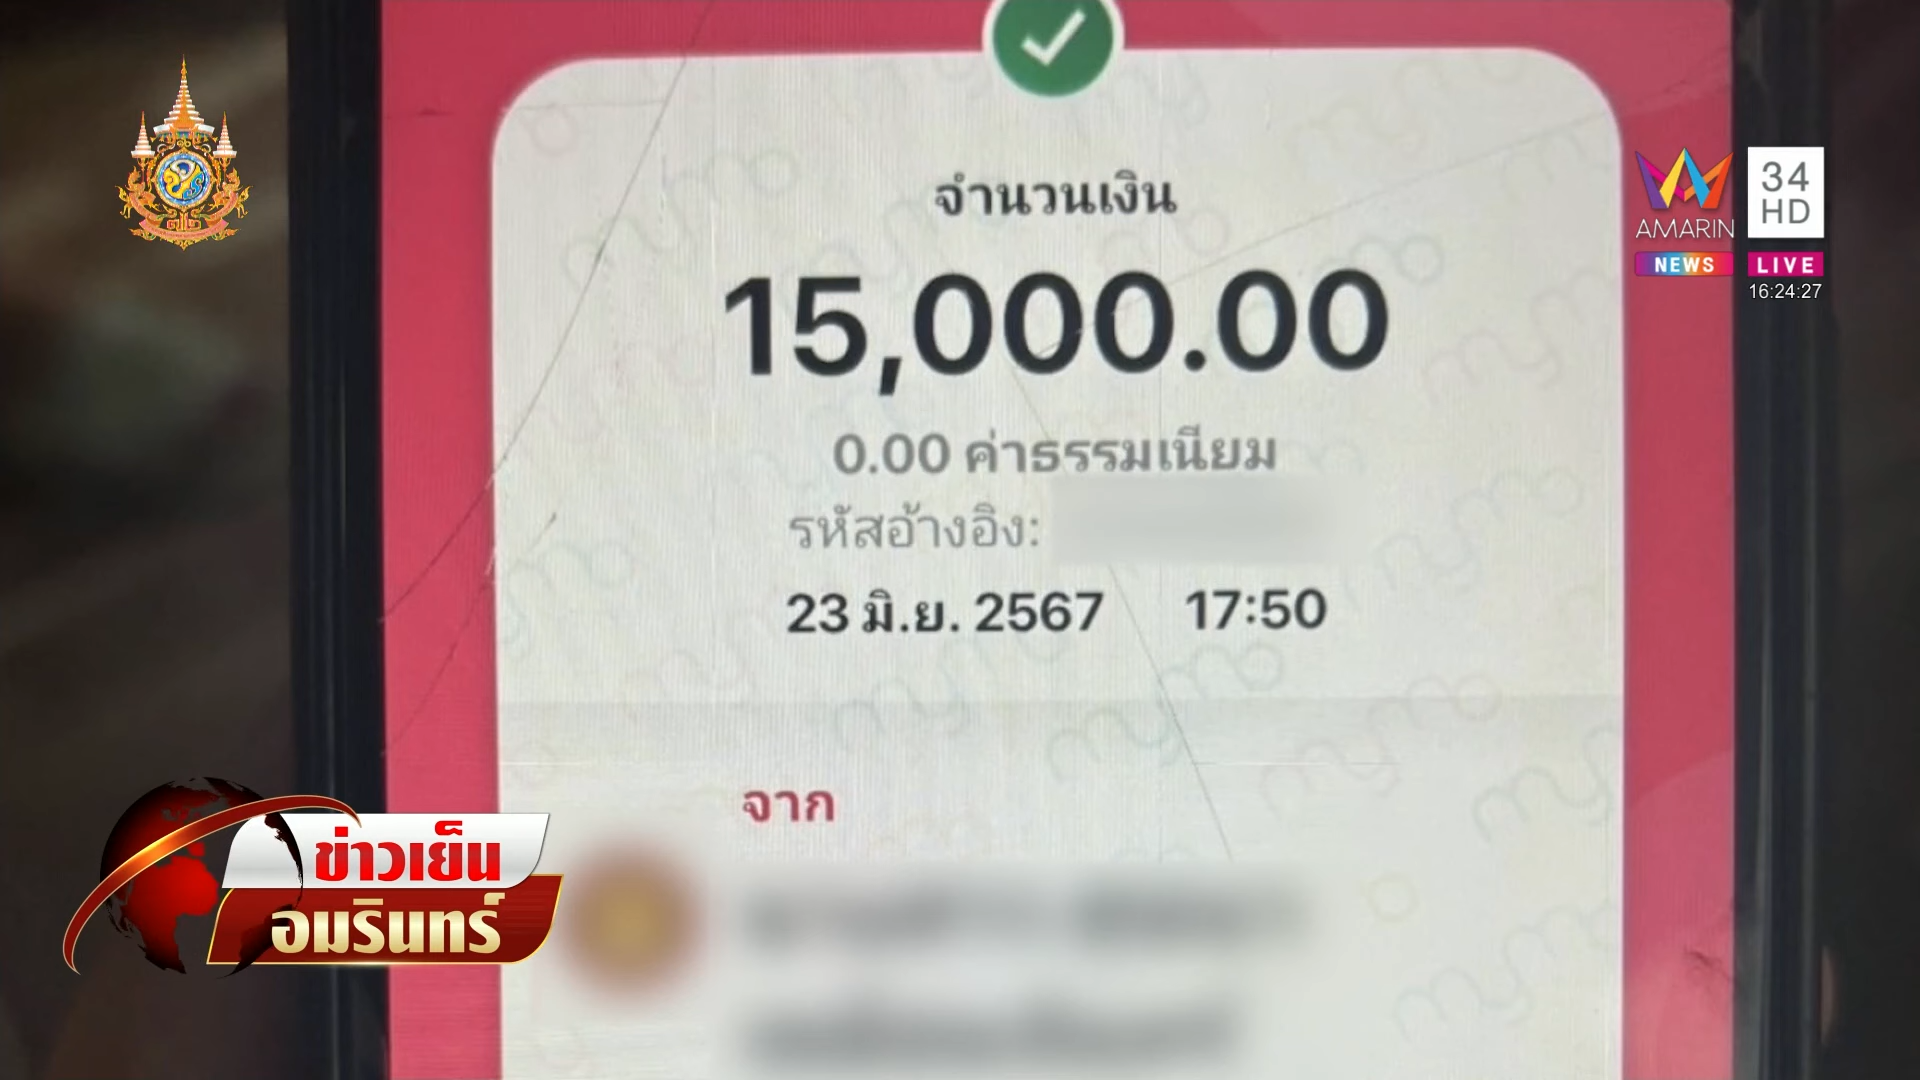 จำนวนเงิน
15,000.00
0.00 ค่าธรรมเนียม
รหัสอ้างอิง:
23 มิ.ย. 2567 17:50
จาก
AMARIN
NEWS
34
HD
LIVE
16:24:27
ข่าวเย็น
อมรินทร์